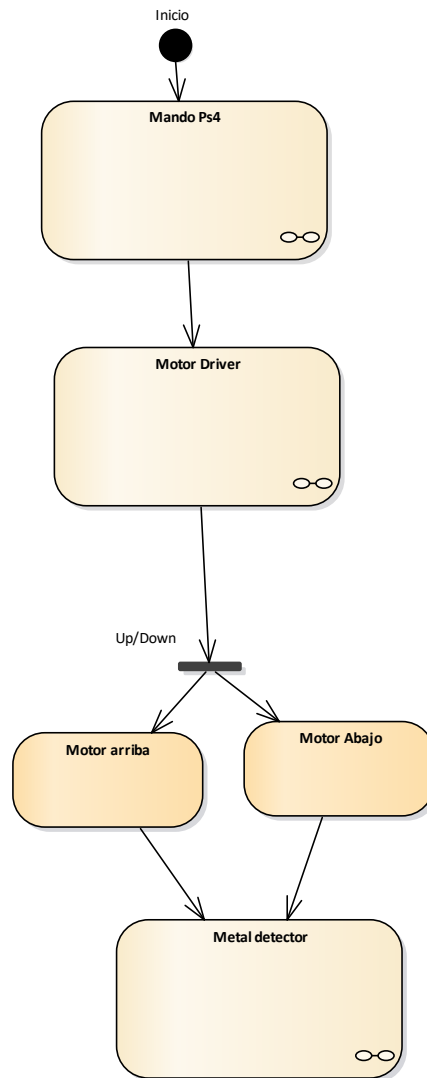 Inicio
Mando Ps4
Motor Driver
Up/Down
Motor arriba
Motor Abajo
Metal detector